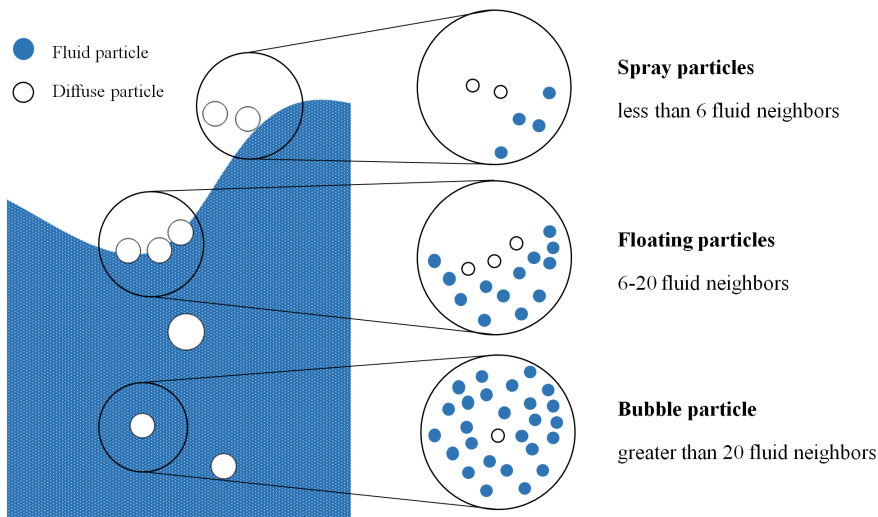 Fluid particle
Diffuse particle
Spray particles
less than 6 fluid neighbors
Floating particles
6-20 fluid neighbors
Bubble particle
greater than 20 fluid neighbors